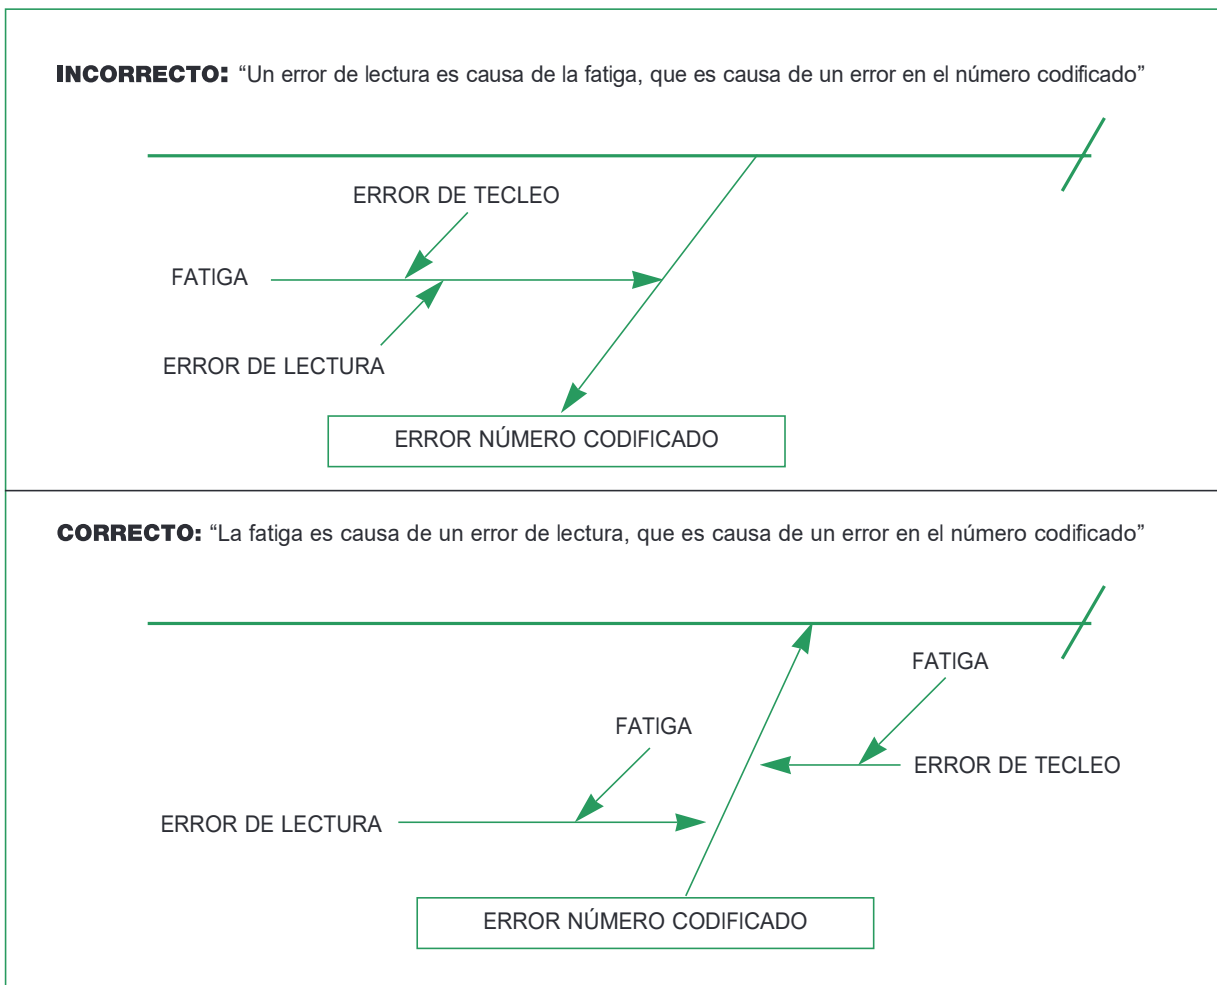 INCORRECTO: “Un error de lectura es causa de la fatiga, que es causa de un error en el número codificado”
ERROR DE TECLEO
FATIGA
ERROR DE LECTURA
ERROR NÚMERO CODIFICADO
CORRECTO: “La fatiga es causa de un error de lectura, que es causa de un error en el número codificado”
FATIGA
FATIGA
ERROR DE TECLEO
ERROR DE LECTURA
ERROR NÚMERO CODIFICADO